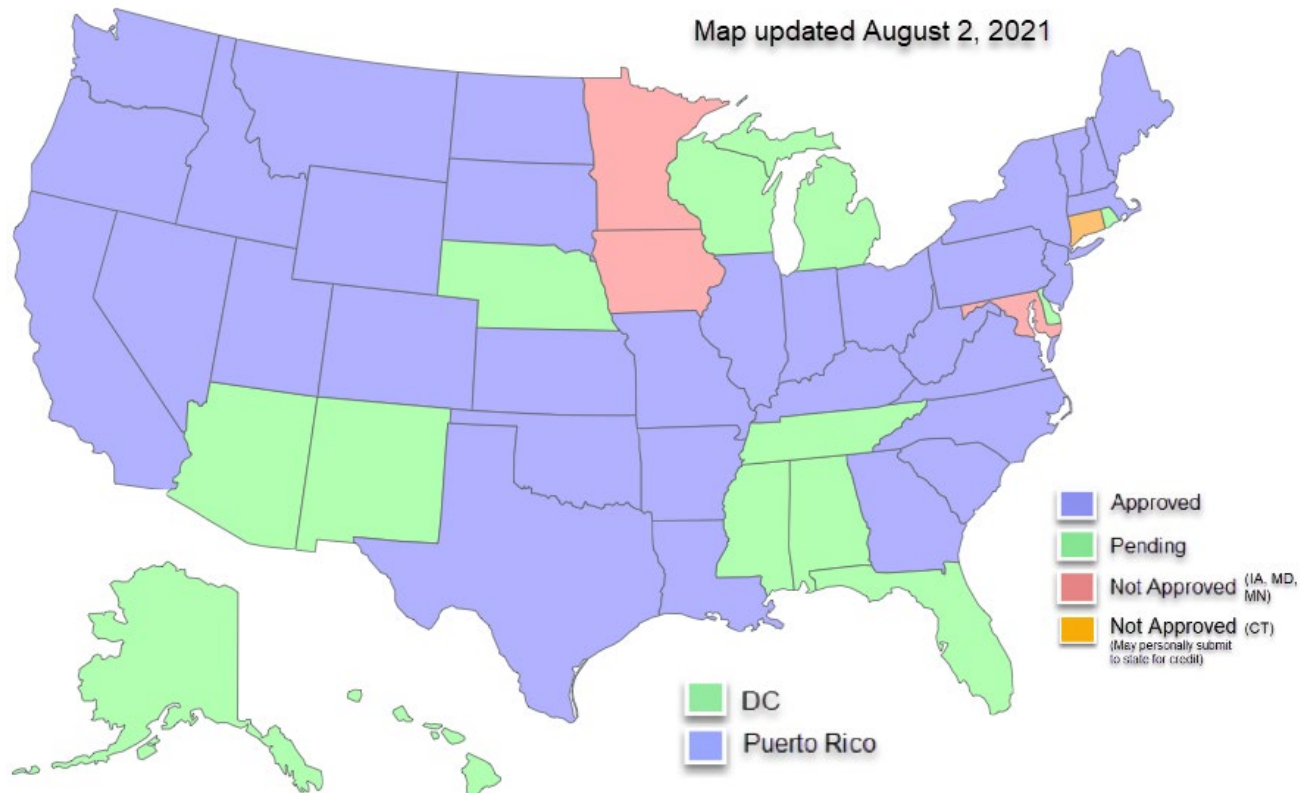 Map updated August 2, 2021
Approved
Pending
Not Approved (IA, MD,
MN)
Not Approved (CT)
(May personally submit
to state for credit)
DC
Puerto Rico